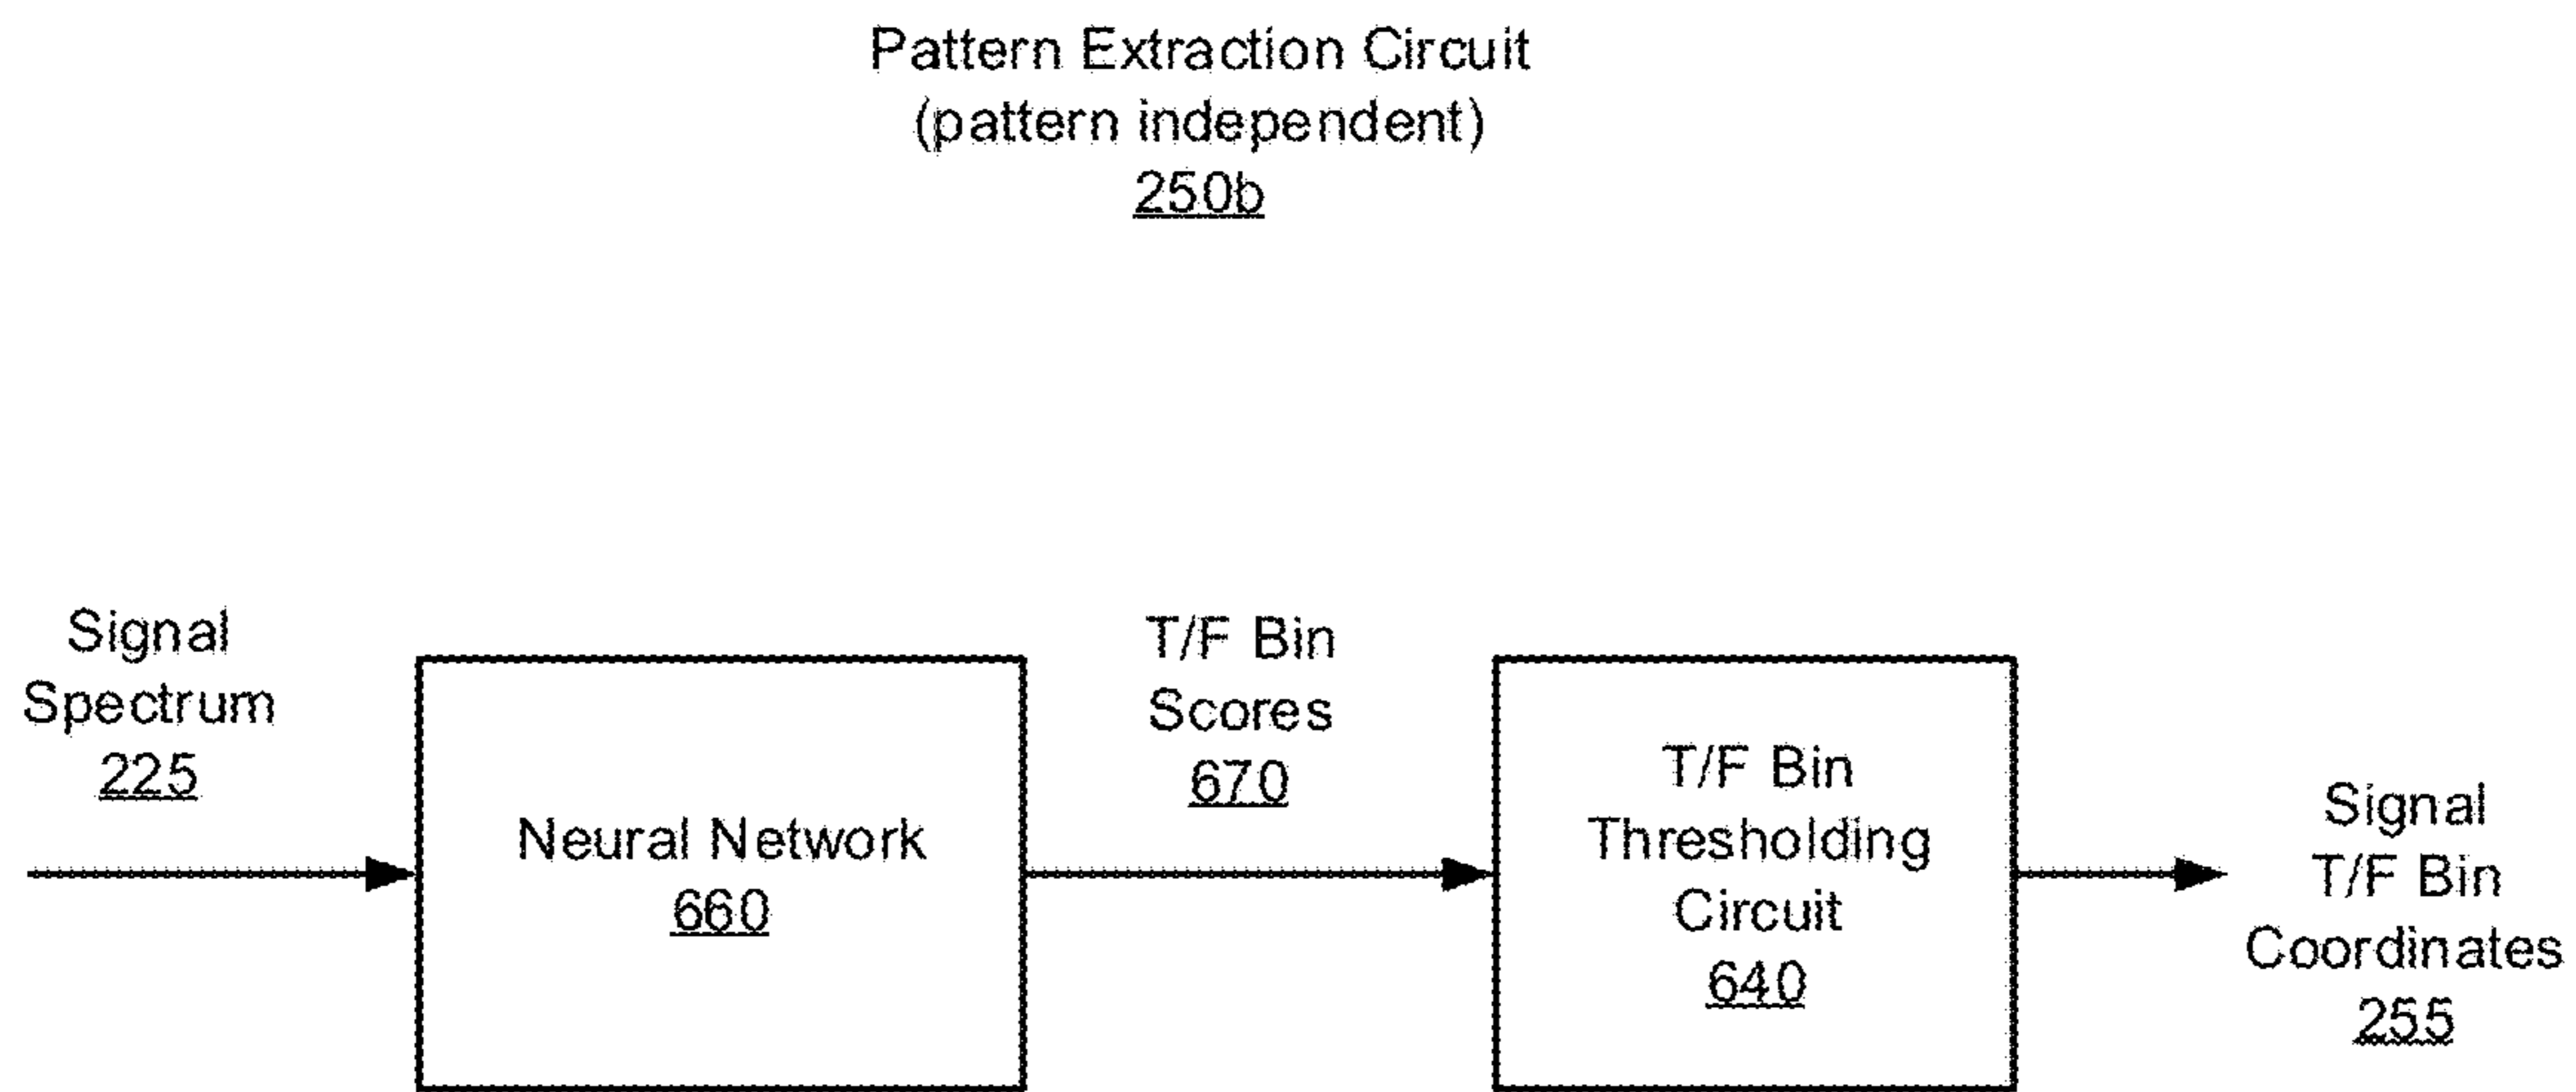 Pattern Extraction Circuit
(pattern independent)
250b
Signal
Spectrum
225
Neural Network
660
T/F Bin
Scores
670
T/F Bin
Thresholding
Circuit
640
Signal
T/F Bin
Coordinates
255